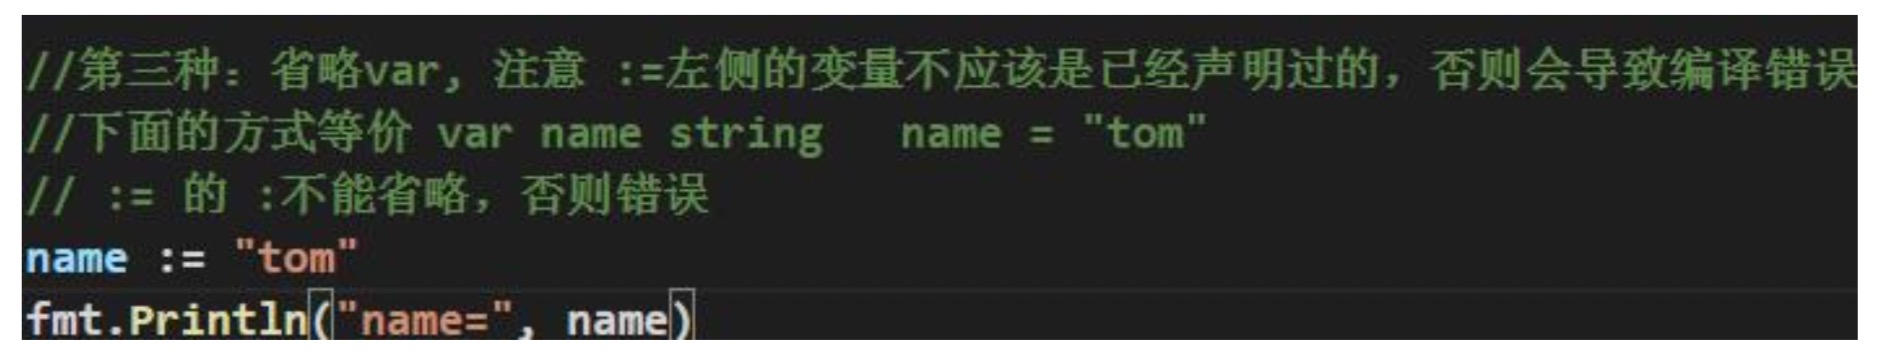 //第三种：省略var, 注意 :=左侧的变量不应该是已经声明过的，否则会导致编译错误
//下面的方式等价 var name string   name = "tom"
// := 的 :不能省略，否则错误
name := "tom"
fmt.Println("name=", name)